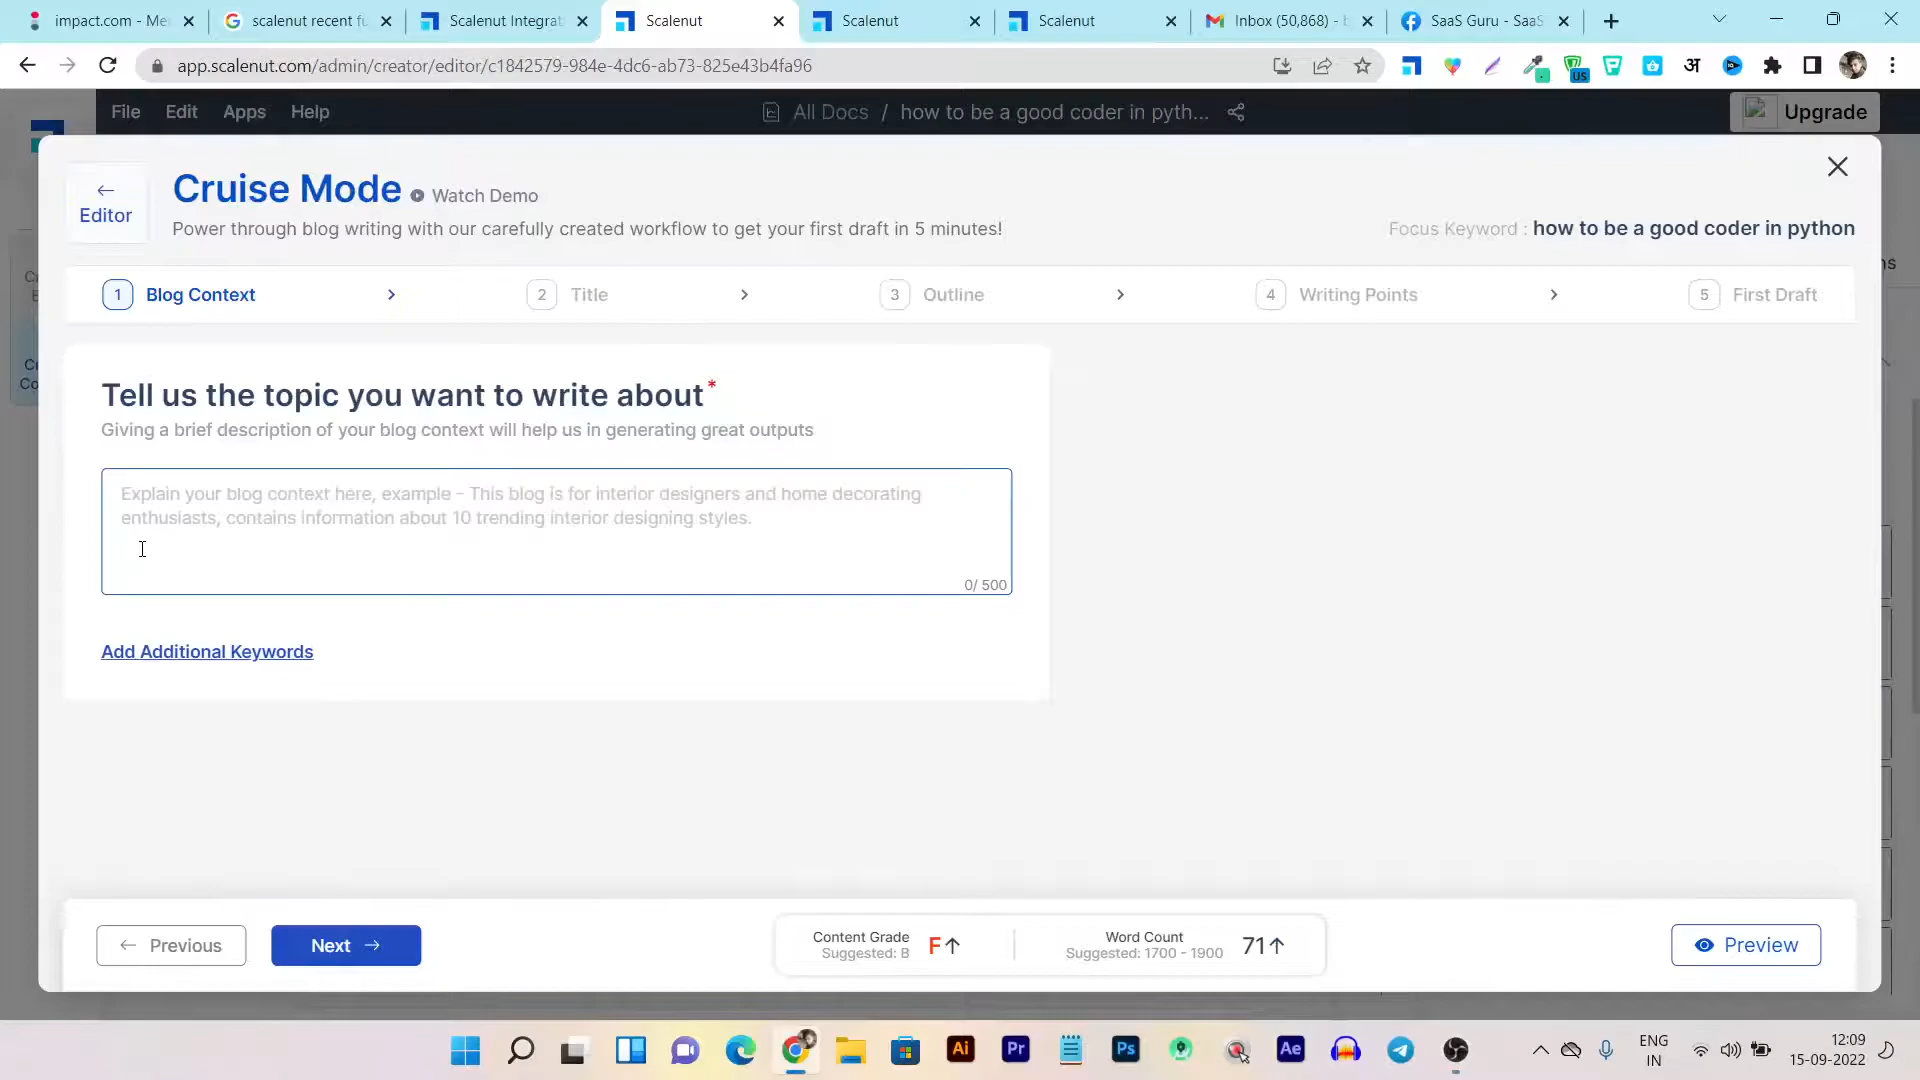 impact.com - Me
scalenut recent fu
Scalenut Integrat
Scalenut
Scalenut
Scalenut
Inbox (50,868) -
SaaS Guru - SaaS
app.scalenut.com/admin/creator/editor/c1842579-984e-4dc6-ab73-825e43b4fa96
US
अ
File Edit Apps Help
All Docs / how to be a good coder in pyth...
Upgrade
← Editor
Cruise Mode
Watch Demo
Power through blog writing with our carefully created workflow to get your first draft in 5 minutes!
Focus Keyword : how to be a good coder in python
1 Blog Context
2 Title
3 Outline
4 Writing Points
5 First Draft
Tell us the topic you want to write about*
Giving a brief description of your blog context will help us in generating great outputs
Explain your blog context here, example - This blog is for interior designers and home decorating
enthusiasts, contains information about 10 trending interior designing styles.
0/ 500
Add Additional Keywords
← Previous
Next →
Content Grade
Suggested: B
F↑
Word Count
Suggested: 1700 - 1900
71↑
Preview
Ai
Pr
Ps
Ae
ENG
IN
12:09
15-09-2022